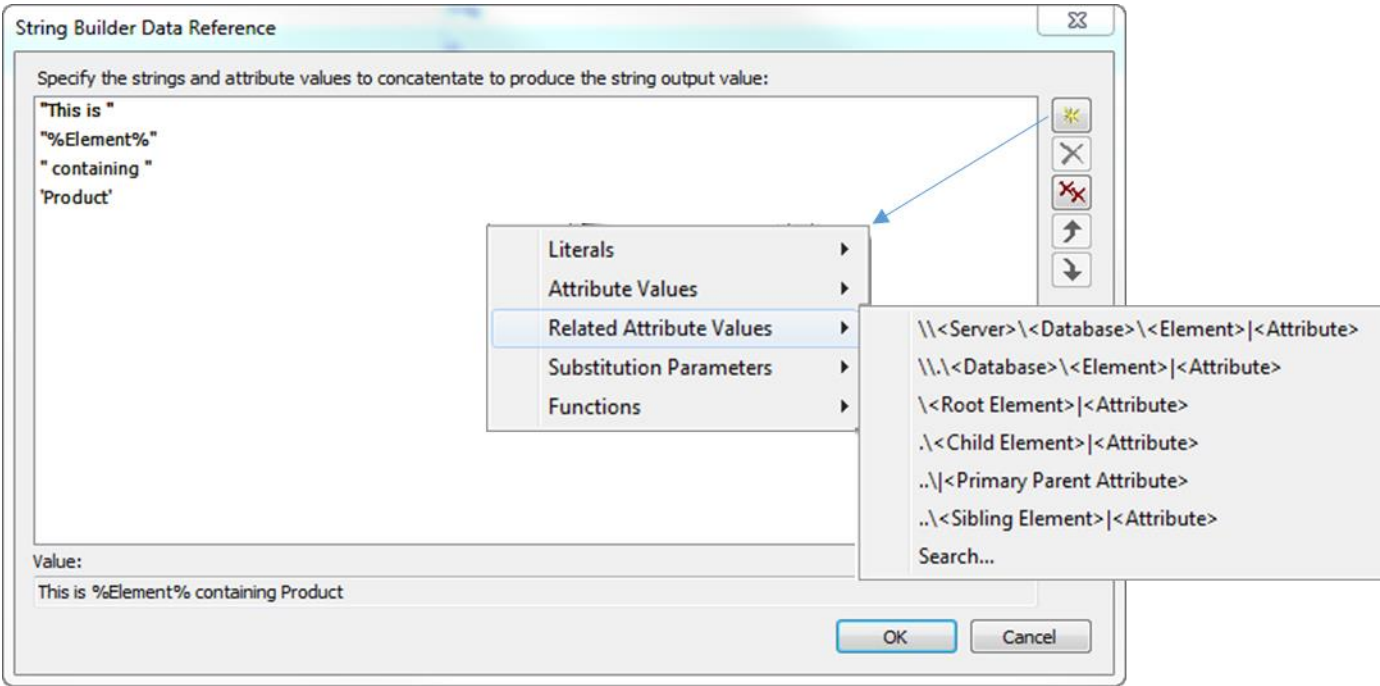 String Builder Data Reference
Specify the strings and attribute values to concatentate to produce the string output value:
"This is "
"%Element%"
" containing "
'Product'
Literals
Attribute Values
Related Attribute Values
Substitution Parameters
Functions
\\<Server>\<Database>\<Element>|<Attribute>
\\.\<Database>\<Element>|<Attribute>
\<Root Element>|<Attribute>
.\<Child Element>|<Attribute>
..\|<Primary Parent Attribute>
..\<Sibling Element>|<Attribute>
Search...
Value:
This is %Element% containing Product
OK
Cancel